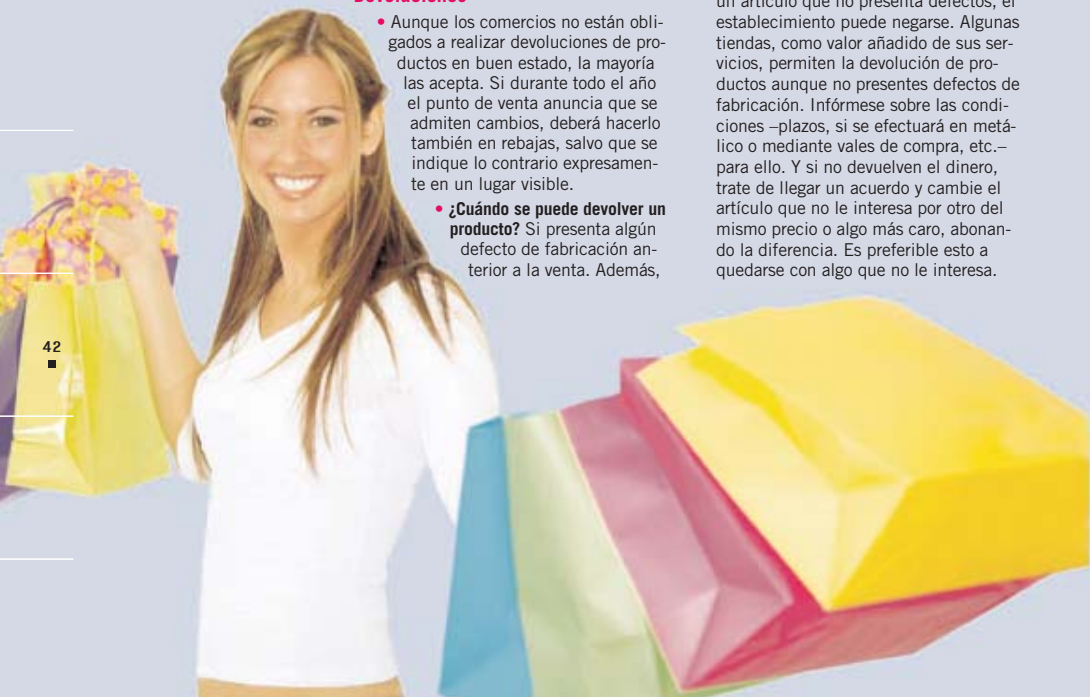 Devoluciones
• Aunque los comercios no están obli-
gados a realizar devoluciones de pro-
ductos en buen estado, la mayoría
las acepta. Si durante todo el año
el punto de venta anuncia que se
admiten cambios, deberá hacerlo
también en rebajas, salvo que se
indique lo contrario expresamen-
te en un lugar visible.
• ¿Cuándo se puede devolver un
producto? Si presenta algún
defecto de fabricación an-
terior a la venta. Además,
un artículo que no presenta defectos, el
establecimiento puede negarse. Algunas
tiendas, como valor añadido de sus ser-
vicios, permiten la devolución de pro-
ductos aunque no presentes defectos de
fabricación. Infórmese sobre las condi-
ciones –plazos, si se efectuará en metá-
lico o mediante vales de compra, etc.–
para ello. Y si no devuelven el dinero,
trate de llegar un acuerdo y cambie el
artículo que no le interesa por otro del
mismo precio o algo más caro, abonan-
do la diferencia. Es preferible esto a
quedarse con algo que no le interesa.
42